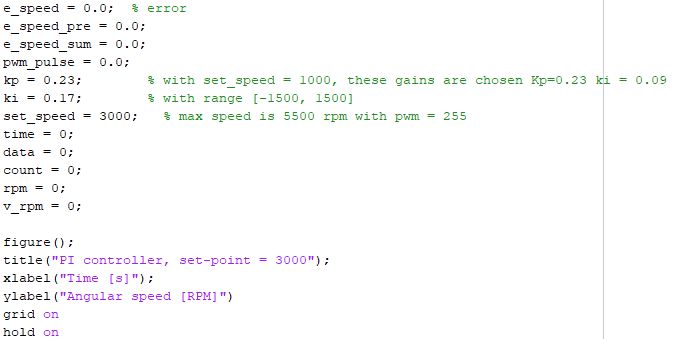 e_speed = 0.0;  % error
e_speed_pre = 0.0;
e_speed_sum = 0.0;
pwm_pulse = 0.0;
kp = 0.23;        % with set_speed = 1000, these gains are chosen Kp=0.23 ki = 0.09
ki = 0.17;        % with range [-1500, 1500]
set_speed = 3000;   % max speed is 5500 rpm with pwm = 255
time = 0;
data = 0;
count = 0;
rpm = 0;
v_rpm = 0;

figure();
title("PI controller, set-point = 3000");
xlabel("Time [s]");
ylabel("Angular speed [RPM]")
grid on
hold on